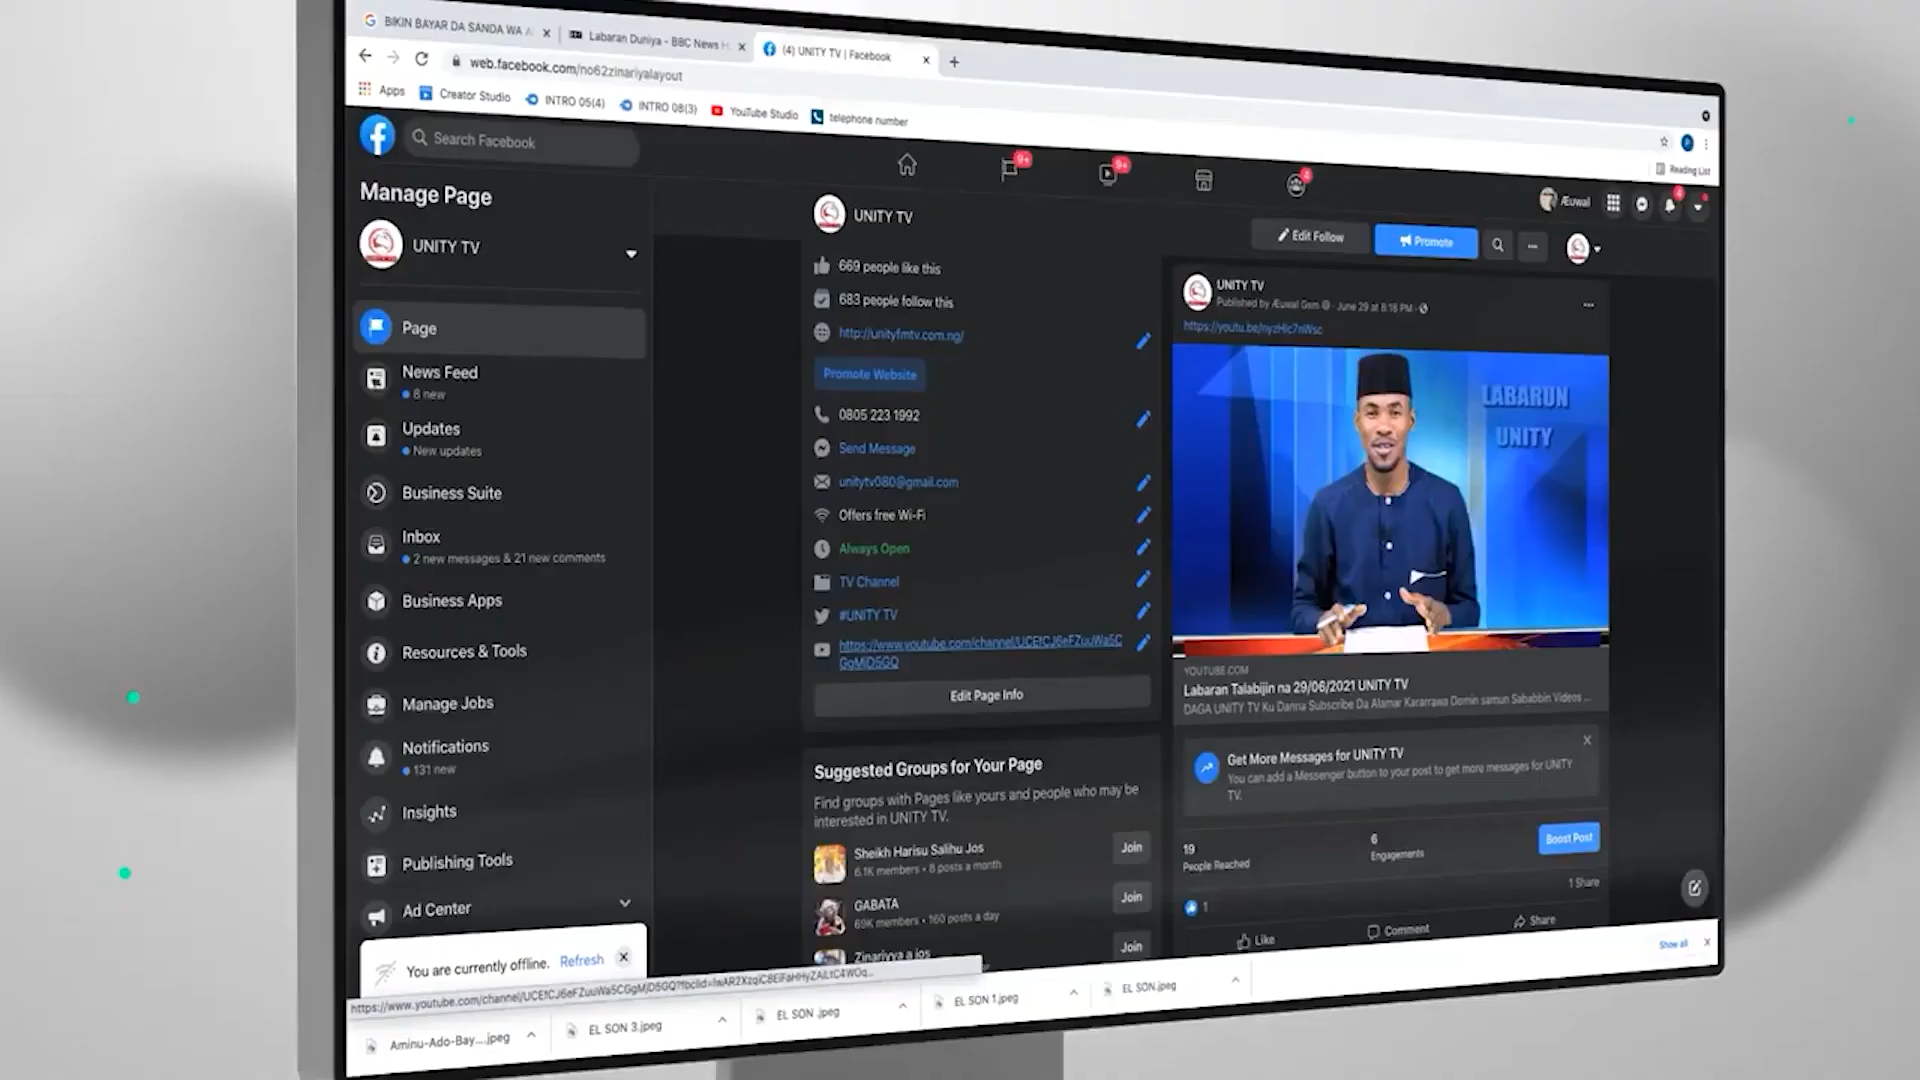 BIKIN BAYAR DA SANDA WA
Labaran Duniya - BBC News H
(4) UNITY TV | Facebook
web.facebook.com/no62zinariyalayout
Apps
Creator Studio
INTRO 05(4)
INTRO 08(3)
YouTube Studio
telephone number
Reading List
Search Facebook
9+
9+
4
Æuwal
4
Manage Page
UNITY TV
Page
News Feed
8 new
Updates
New updates
Business Suite
Inbox
2 new messages & 21 new comments
Business Apps
Resources & Tools
Manage Jobs
Notifications
131 new
Insights
Publishing Tools
Ad Center
You are currently offline. Refresh
UNITY TV
Edit Follow
Promote
669 people like this
683 people follow this
http://unityfmtv.com.ng/
Promote Website
0805 223 1992
Send Message
unitytv080@gmail.com
Offers free Wi-Fi
Always Open
TV Channel
#UNITY TV
https://www.youtube.com/channel/UCEfCJ6eFZuuWa5C
GgMjD5GQ
Edit Page Info
Suggested Groups for Your Page
Find groups with Pages like yours and people who may be
interested in UNITY TV.
Sheikh Harisu Salihu Jos
6.1K members • 8 posts a month
Join
GABATA
69K members • 160 posts a day
Join
Zinariyya a jos
Join
UNITY TV
Published by Æuwal Gsm · June 29 at 8:18 PM ·
https://youtu.be/nyzHic7nWsc
LABARUN
UNITY
YOUTUBE.COM
Labaran Talabijin na 29/06/2021 UNITY TV
DAGA UNITY TV Ku Danna Subscribe Da Alamar Kararrawa Domin samun Sababbin Videos ...
Get More Messages for UNITY TV
You can add a Messenger button to your post to get more messages for UNITY
TV.
19
People Reached
6
Engagements
Boost Post
1
1 Share
Like
Comment
Share
Show all
Aminu-Ado-Bay....jpeg
EL SON 3.jpeg
EL SON .jpeg
EL SON 1.jpeg
EL SON.jpeg